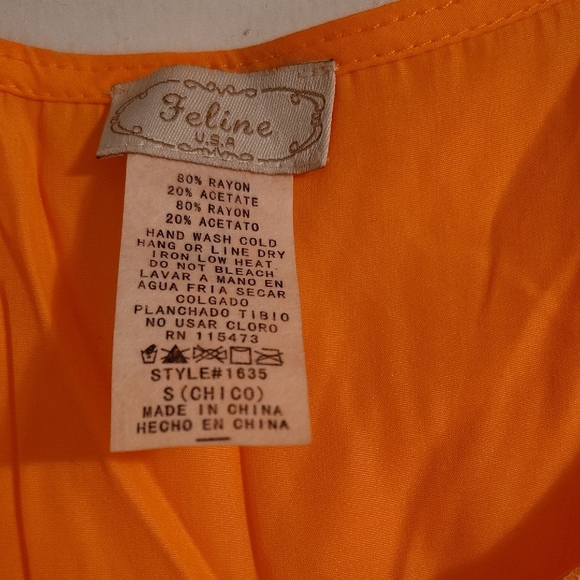 Feline
U.S.A
80% RAYON
20% ACETATE
80% RAYON
20% ACETATO
HAND WASH COLD
HANG OR LINE DRY
IRON LOW HEAT
DO NOT BLEACH
LAVAR A MANO EN
AGUA FRIA SECAR
COLGADO
PLANCHADO TIBIO
NO USAR CLORO
RN 115473
STYLE#1635
S(CHICO)
MADE IN CHINA
HECHO EN CHINA